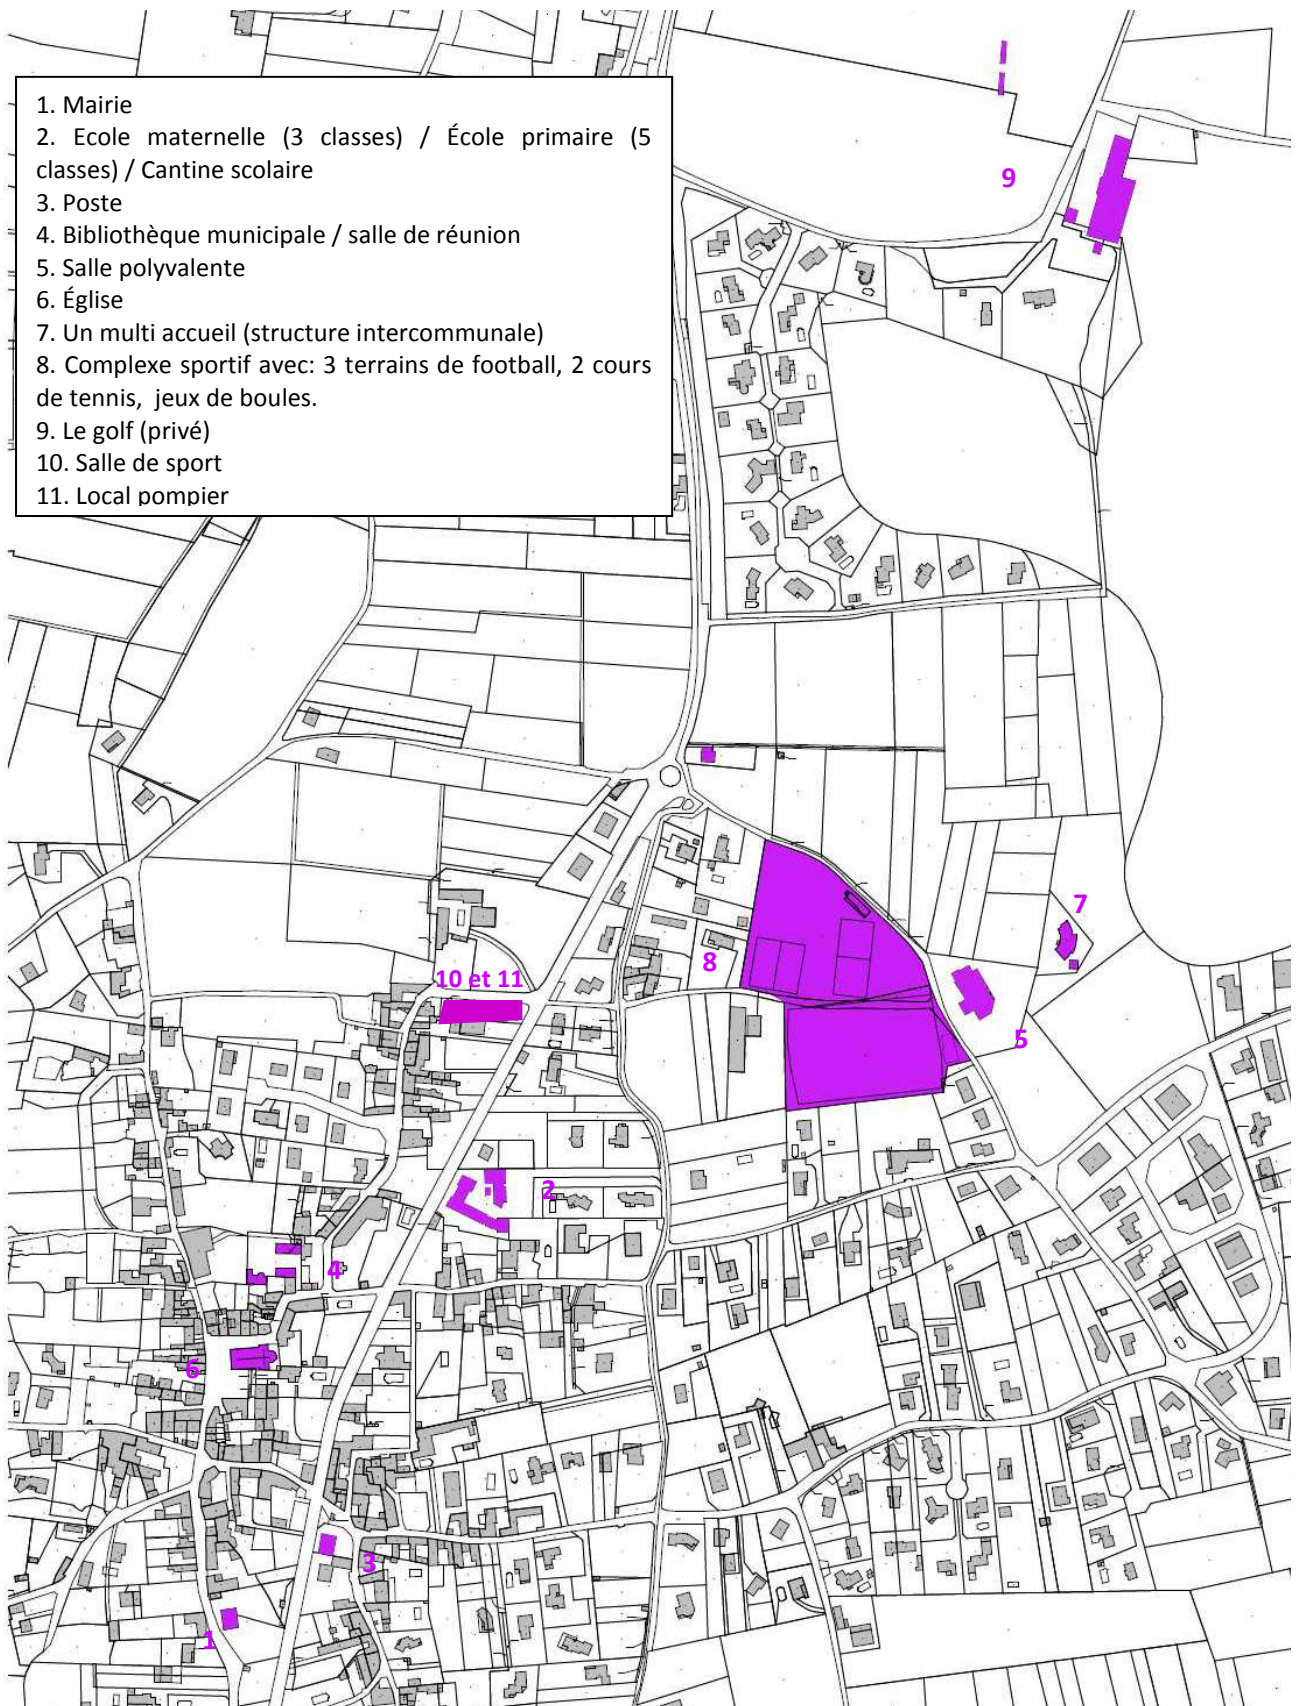 1. Mairie
2. Ecole maternelle (3 classes) / École primaire (5
classes) / Cantine scolaire
3. Poste
4. Bibliothèque municipale / salle de réunion
5. Salle polyvalente
6. Église
7. Un multi accueil (structure intercommunale)
8. Complexe sportif avec: 3 terrains de football, 2 cours
de tennis, jeux de boules.
9. Le golf (privé)
10. Salle de sport
11. Local pompier
9
7
8
10 et 11
5
2
4
6
3
1